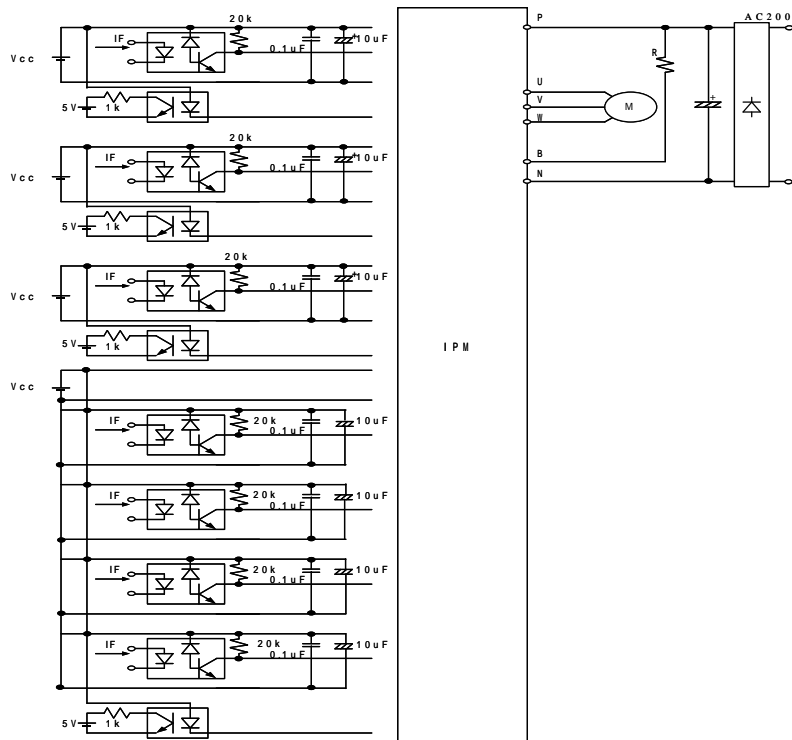 20k
IF
0.1uF
+10uF
Vcc
5V
1k
20k
IF
0.1uF
+10uF
Vcc
5V
1k
20k
IF
0.1uF
+10uF
Vcc
5V
1k
Vcc
IF
20k
0.1uF
10uF
IF
20k
0.1uF
10uF
IF
20k
0.1uF
10uF
IF
20k
0.1uF
10uF
5V
1k
IPM
P
AC200
R
U
V
W
M
+
B
N